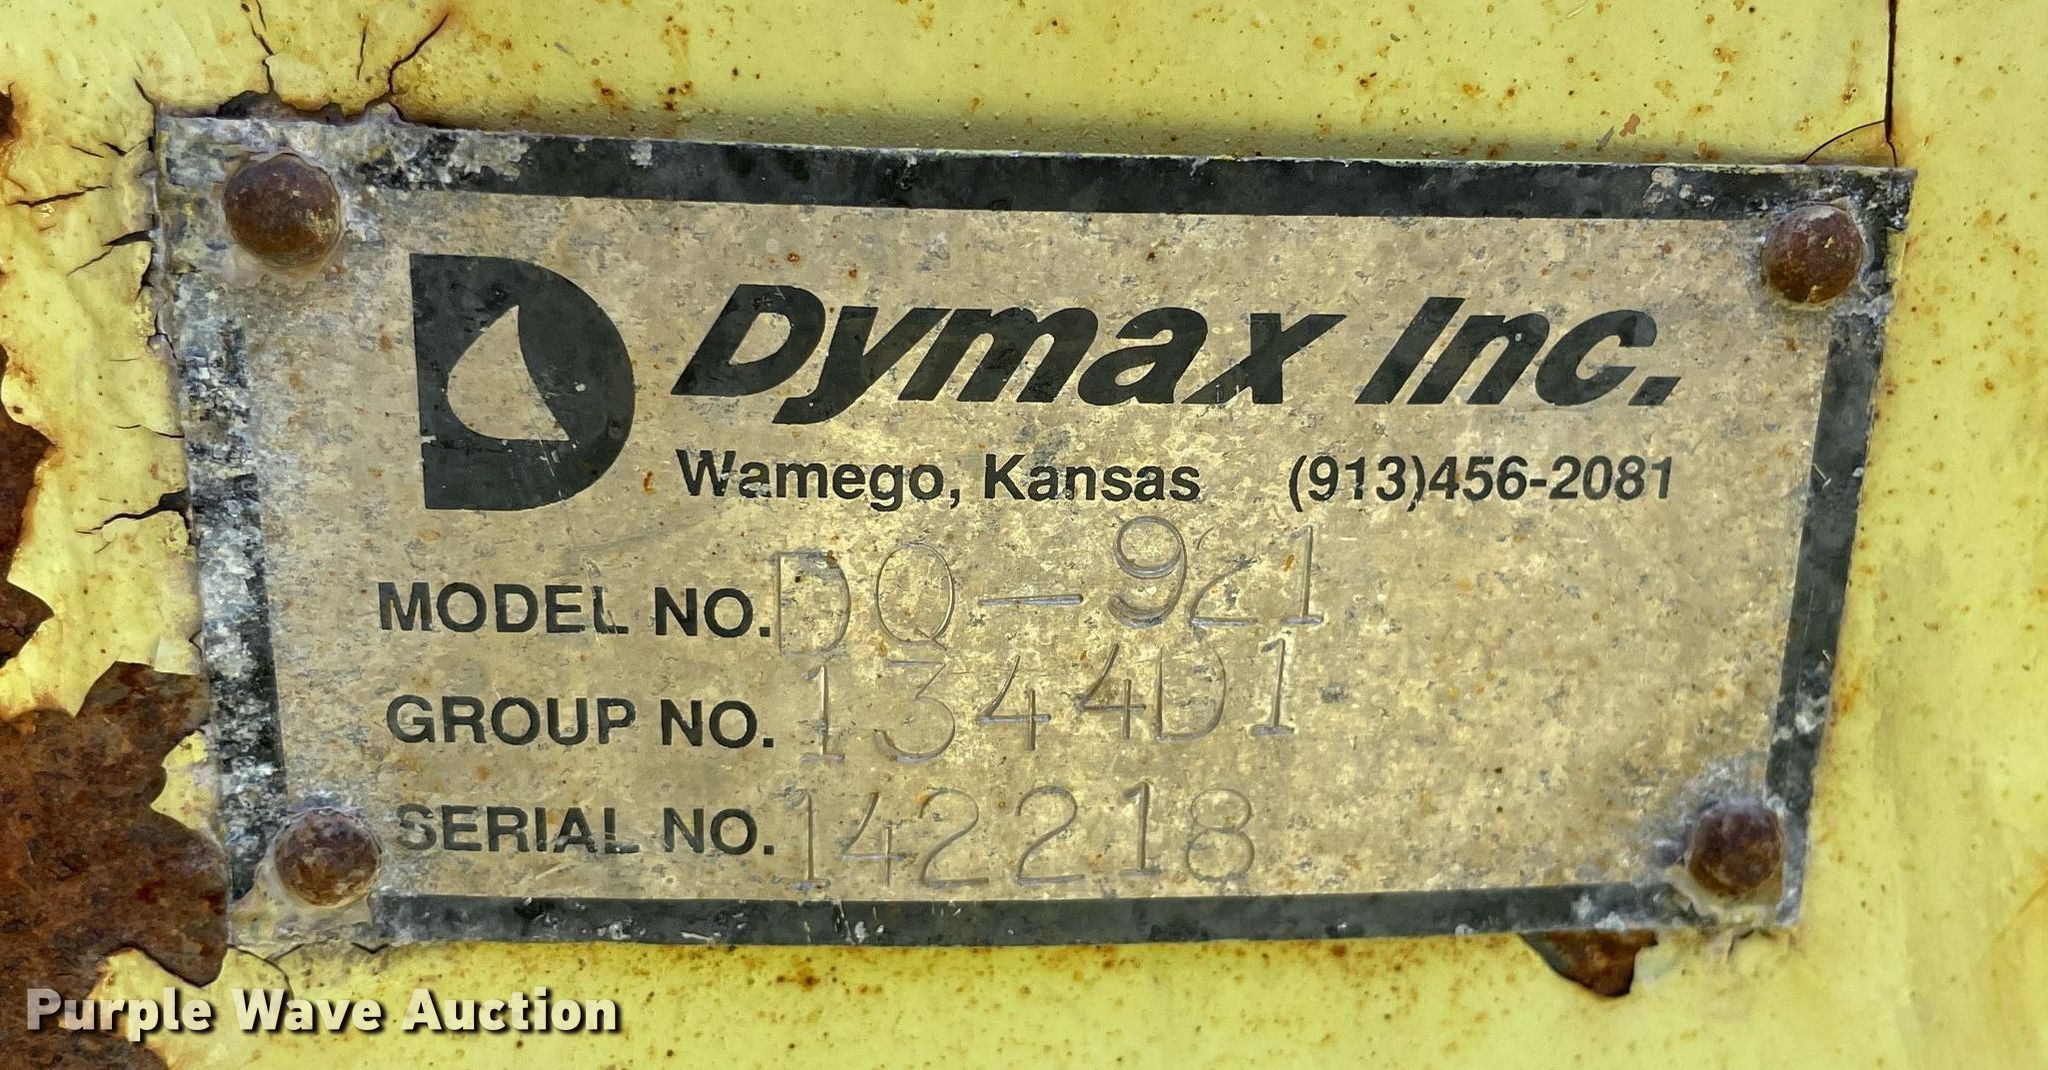 Dymax Inc.
Wamego, Kansas (913)456-2081
MODEL NO. DQ-921
GROUP NO. 1344D1
SERIAL NO. 142218
Purple Wave Auction